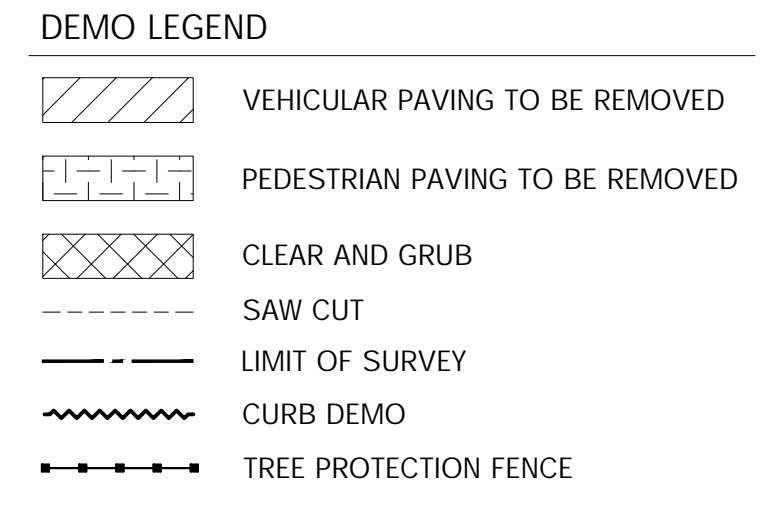 DEMO LEGEND
VEHICULAR PAVING TO BE REMOVED
PEDESTRIAN PAVING TO BE REMOVED
CLEAR AND GRUB
SAW CUT
LIMIT OF SURVEY
CURB DEMO
TREE PROTECTION FENCE